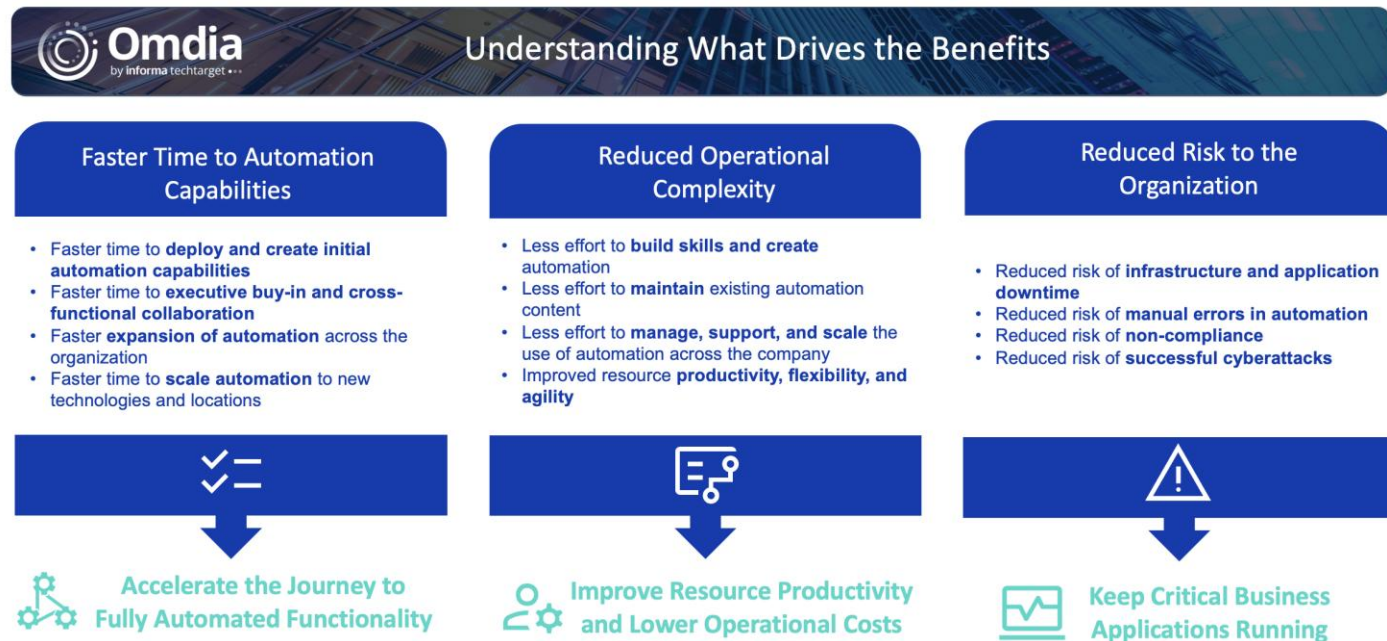 Omdia
by informa techtarget
Understanding What Drives the Benefits
Faster Time to Automation
Capabilities
• Faster time to deploy and create initial
automation capabilities
• Faster time to executive buy-in and cross-
functional collaboration
• Faster expansion of automation across the
organization
• Faster time to scale automation to new
technologies and locations
Accelerate the Journey to
Fully Automated Functionality
Reduced Operational
Complexity
• Less effort to build skills and create
automation
• Less effort to maintain existing automation
content
• Less effort to manage, support, and scale the
use of automation across the company
• Improved resource productivity, flexibility, and
agility
Improve Resource Productivity
and Lower Operational Costs
Reduced Risk to the
Organization
• Reduced risk of infrastructure and application
downtime
• Reduced risk of manual errors in automation
• Reduced risk of non-compliance
• Reduced risk of successful cyberattacks
Keep Critical Business
Applications Running